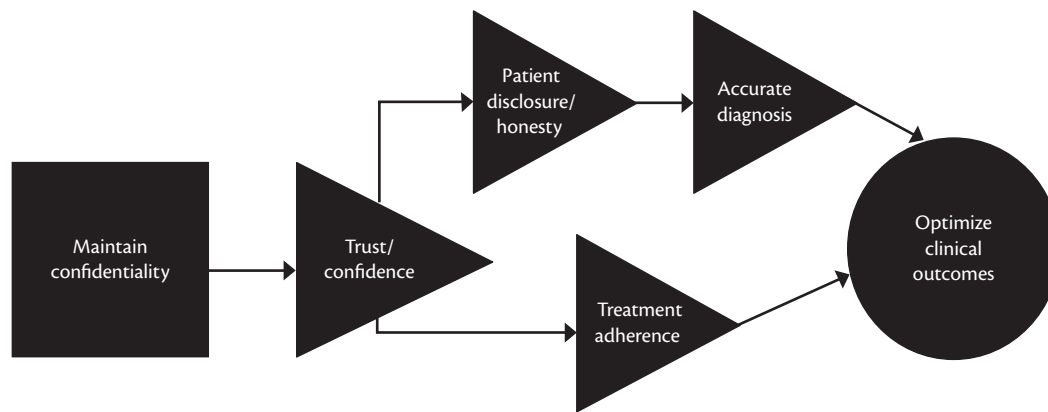 Maintain
confidentiality
Trust/
confidence
Patient
disclosure/
honesty
Accurate
diagnosis
Treatment
adherence
Optimize
clinical
outcomes